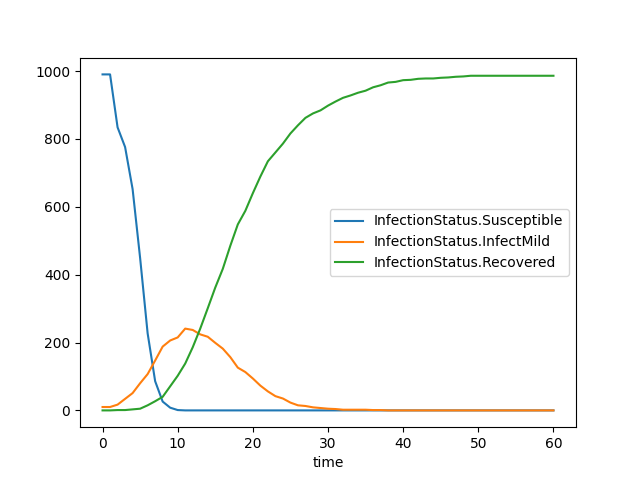 1000
800
600
400
200
0
InfectionStatus.Susceptible
InfectionStatus.InfectMild
InfectionStatus.Recovered
0 10 20 30 40 50 60
time